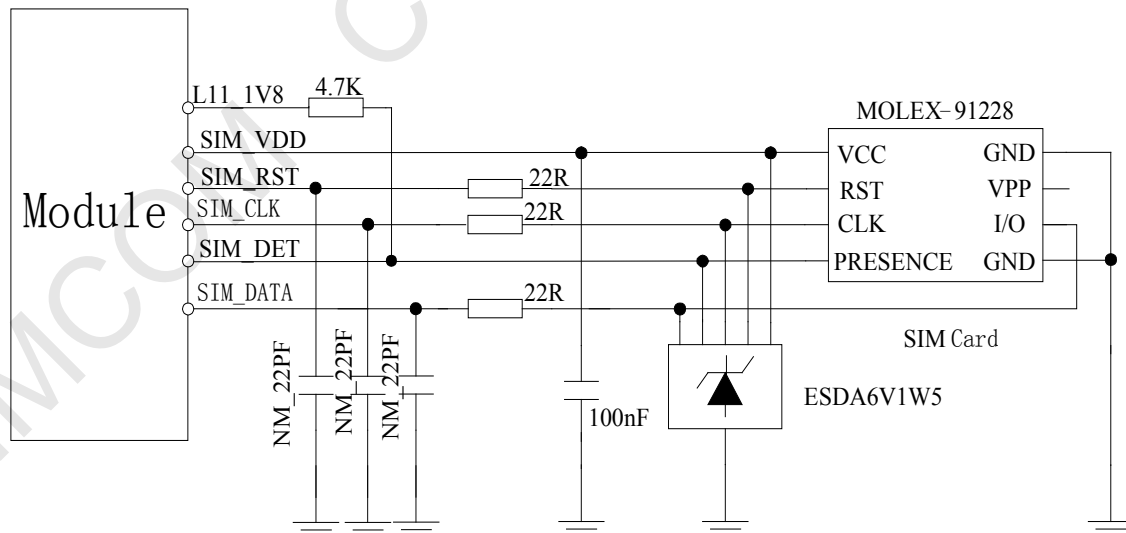 Module
L11_1V8
4.7K
SIM_VDD
SIM_RST
22R
SIM_CLK
22R
SIM_DET
SIM_DATA
22R
MOLEX-91228
VCC GND
RST VPP
CLK I/O
PRESENCE GND
SIM Card
NM_22PF
NM_22PF
NM_22PF
100nF
ESDA6V1W5
SIMCOM